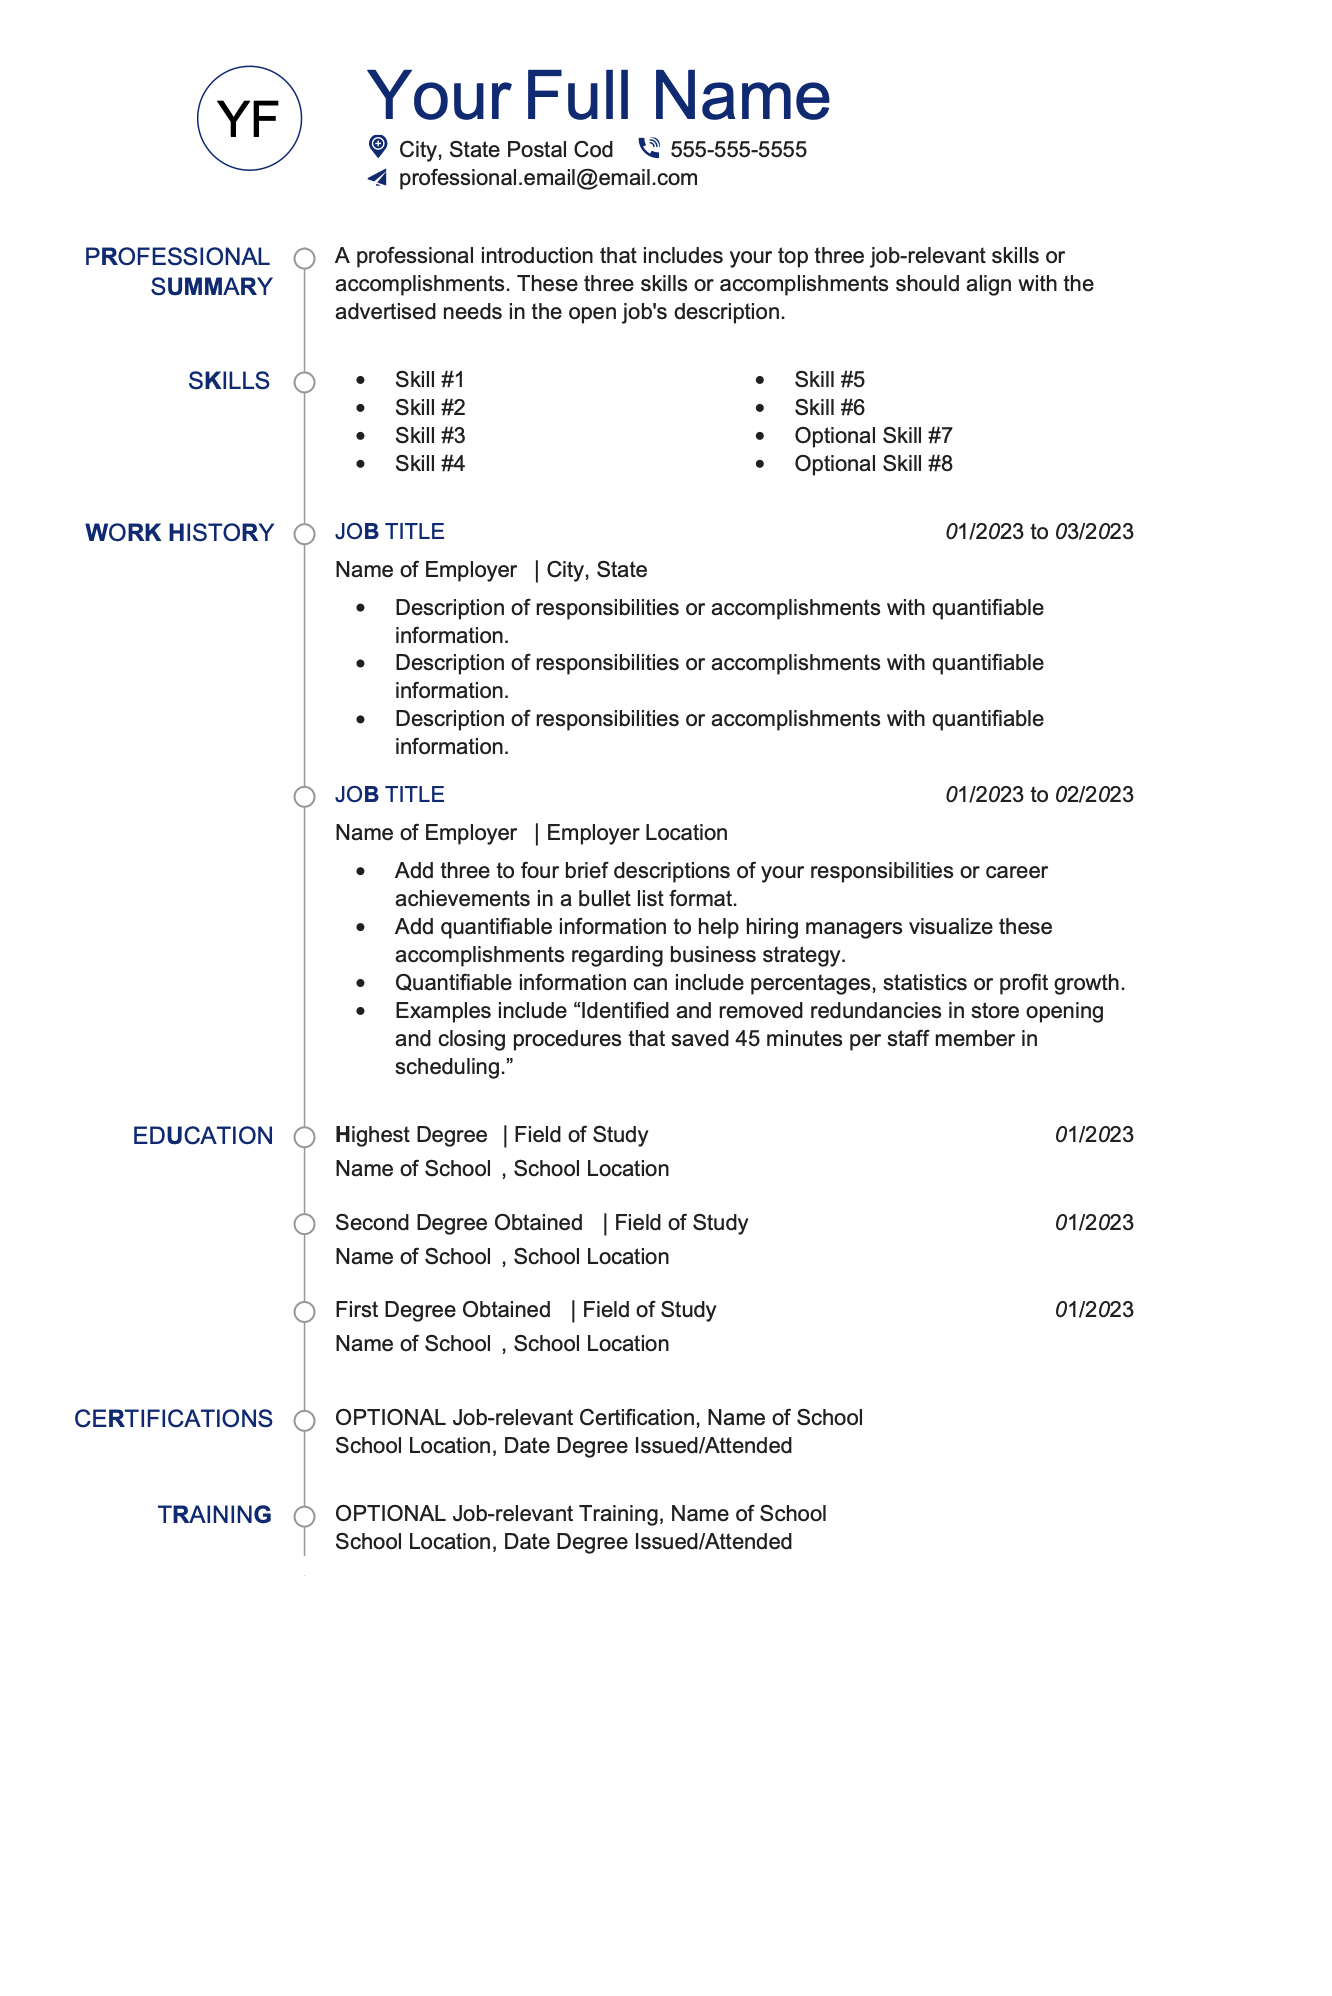 YF
Your Full Name
City, State Postal Cod 555-555-5555
professional.email@email.com
PROFESSIONAL
SUMMARY
A professional introduction that includes your top three job-relevant skills or
accomplishments. These three skills or accomplishments should align with the
advertised needs in the open job's description.
SKILLS
• Skill #1
• Skill #2
• Skill #3
• Skill #4
• Skill #5
• Skill #6
• Optional Skill #7
• Optional Skill #8
WORK HISTORY
JOB TITLE 01/2023 to 03/2023
Name of Employer | City, State
• Description of responsibilities or accomplishments with quantifiable
information.
• Description of responsibilities or accomplishments with quantifiable
information.
• Description of responsibilities or accomplishments with quantifiable
information.
JOB TITLE 01/2023 to 02/2023
Name of Employer | Employer Location
• Add three to four brief descriptions of your responsibilities or career
achievements in a bullet list format.
• Add quantifiable information to help hiring managers visualize these
accomplishments regarding business strategy.
• Quantifiable information can include percentages, statistics or profit growth.
• Examples include “Identified and removed redundancies in store opening
and closing procedures that saved 45 minutes per staff member in
scheduling.”
EDUCATION
Highest Degree | Field of Study 01/2023
Name of School , School Location
Second Degree Obtained | Field of Study 01/2023
Name of School , School Location
First Degree Obtained | Field of Study 01/2023
Name of School , School Location
CERTIFICATIONS
OPTIONAL Job-relevant Certification, Name of School
School Location, Date Degree Issued/Attended
TRAINING
OPTIONAL Job-relevant Training, Name of School
School Location, Date Degree Issued/Attended